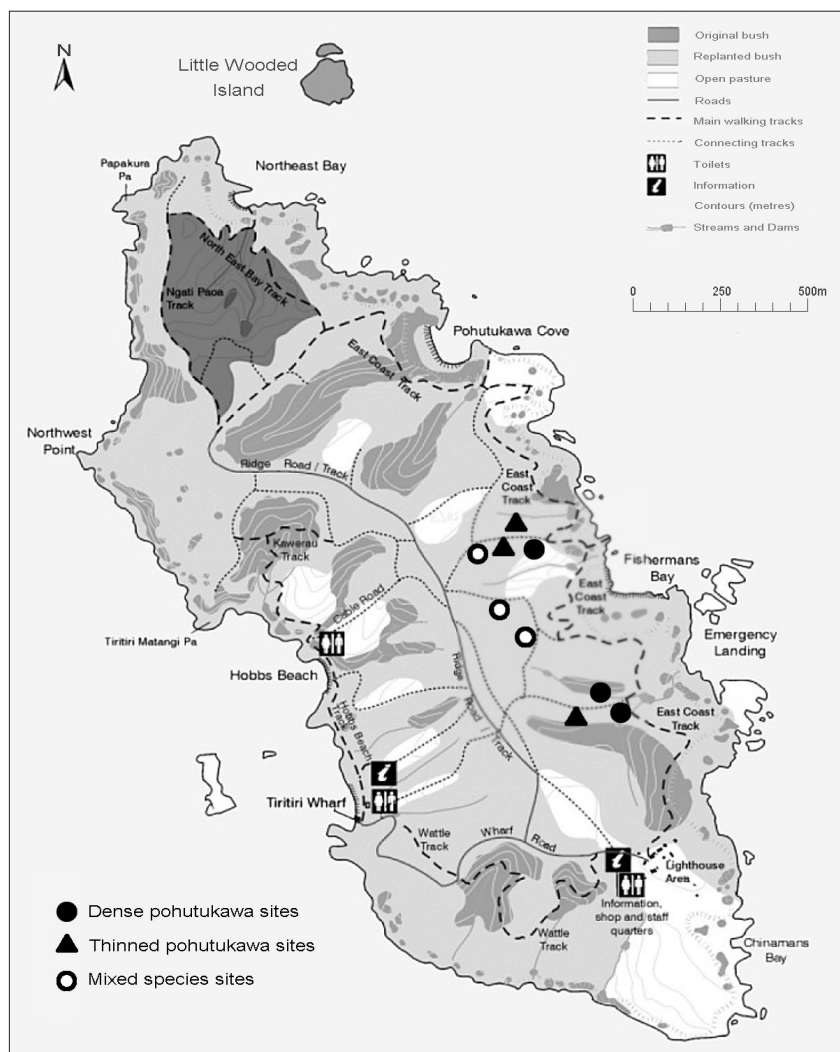 N
Little Wooded
Island
Original bush
Replanted bush
Open pasture
Roads
Main walking tracks
Connecting tracks
Toilets
Information
Contours (metres)
Streams and Dams
0 250 500m
Papakura
Pa
Northeast Bay
North East Bay Track
Ngati Paoa
Track
Pohutukawa Cove
East Coast Track
Northwest
Point
Ridge Road / Track
East
Coast
Track
Kawerau
Track
Fishermans
Bay
East
Coast
Track
Cable Road
Tiritiri Matangi Pa
Emergency
Landing
Hobbs Beach
Ridge Road Track
East Coast
Track
Hobbs Beach
Track
Tiritiri Wharf
Wattle
Track
Wharf Road
Lighthouse
Area
Information,
shop and staff
quarters
Wattle
Track
Chinamans
Bay
Dense pohutukawa sites
Thinned pohutukawa sites
Mixed species sites